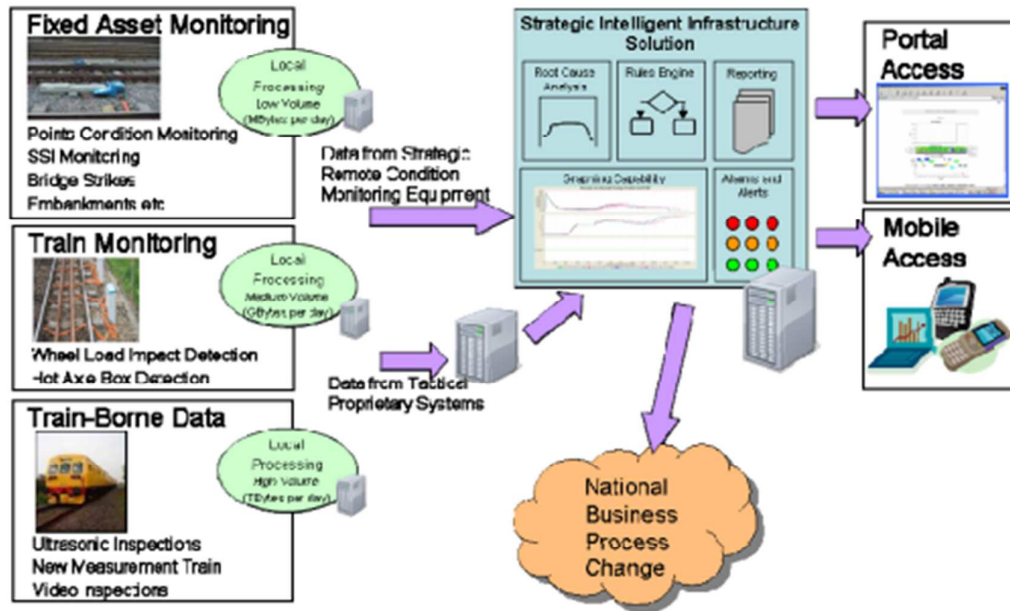 Fixed Asset Monitoring
Local
Processing
Low Volume
(MBytes per day)
Points Condition Monitoring
SSI Monitoring
Bridge Strikes
Embankments etc
Train Monitoring
Local
Processing
Medium Volume
(GBytes per day)
Wheel Load Impact Detection
Hot Axe Box Detection
Train-Borne Data
Local
Processing
High Volume
(TBytes per day)
Ultrasonic Inspections
New Measurement Train
Video Inspections
Data from Strategic
Remote Condition
Monitoring Equipment
Data from Tactical
Proprietary Systems
Strategic Intelligent Infrastructure
Solution
Root Cause
Analysis
Rules Engine
Reporting
Graphing Capability
Alarms and
Alerts
National
Business
Process
Change
Portal
Access
Mobile
Access